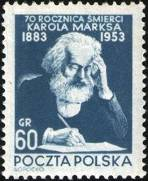 70 ROCZNICA ŚMIERCI
KAROLA MARKSA
1883 1953
GR
60
POCZTA POLSKA